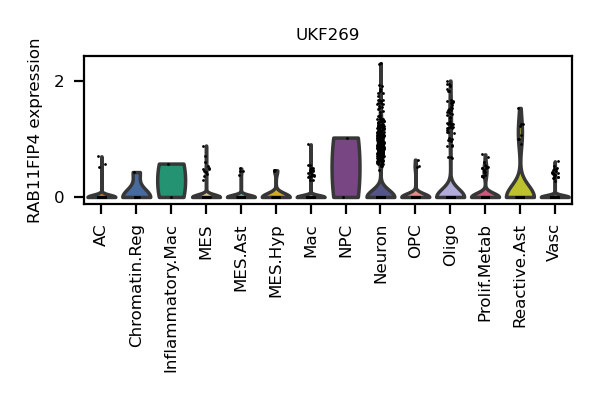 UKF269
RAB11FIP4 expression
2
0
AC
Chromatin.Reg
Inflammatory.Mac
MES
MES.Ast
MES.Hyp
Mac
NPC
Neuron
OPC
Oligo
Prolif.Metab
Reactive.Ast
Vasc